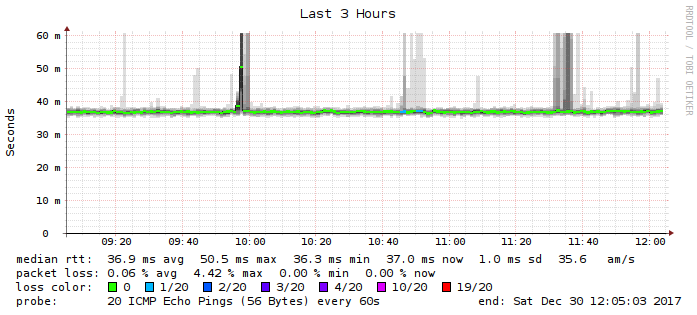 Last 3 Hours
RRDTOOL / TOBI OETIKER
Seconds
60 m
50 m
40 m
30 m
20 m
10 m
0
09:20 09:40 10:00 10:20 10:40 11:00 11:20 11:40 12:00
median rtt: 36.9 ms avg 50.5 ms max 36.3 ms min 37.0 ms now 1.0 ms sd 35.6 am/s
packet loss: 0.06 % avg 4.42 % max 0.00 % min 0.00 % now
loss color: 0 1/20 2/20 3/20 4/20 10/20 19/20
probe: 20 ICMP Echo Pings (56 Bytes) every 60s end: Sat Dec 30 12:05:03 2017